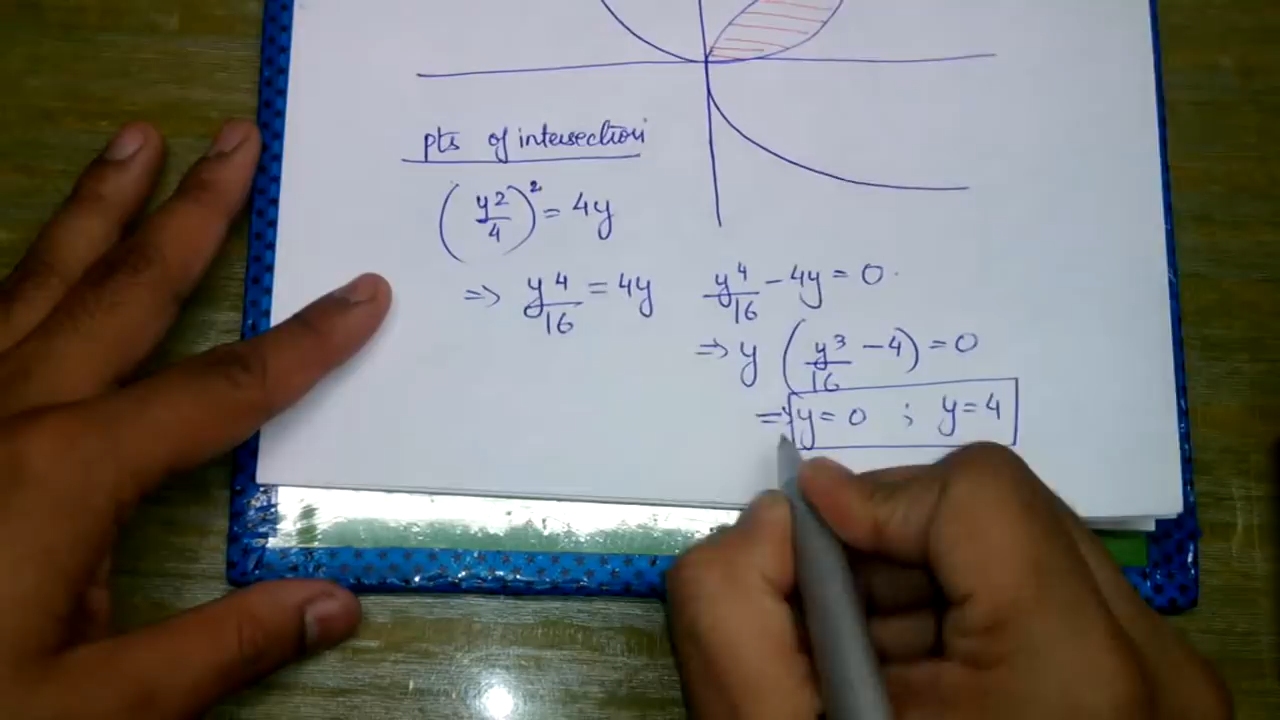 pts of intersection
(y2/4)² = 4y
=> y4/16 = 4y y⁴/16 - 4y = 0
=> y (y³/16 - 4) = 0
=> y = 0 ; y = 4